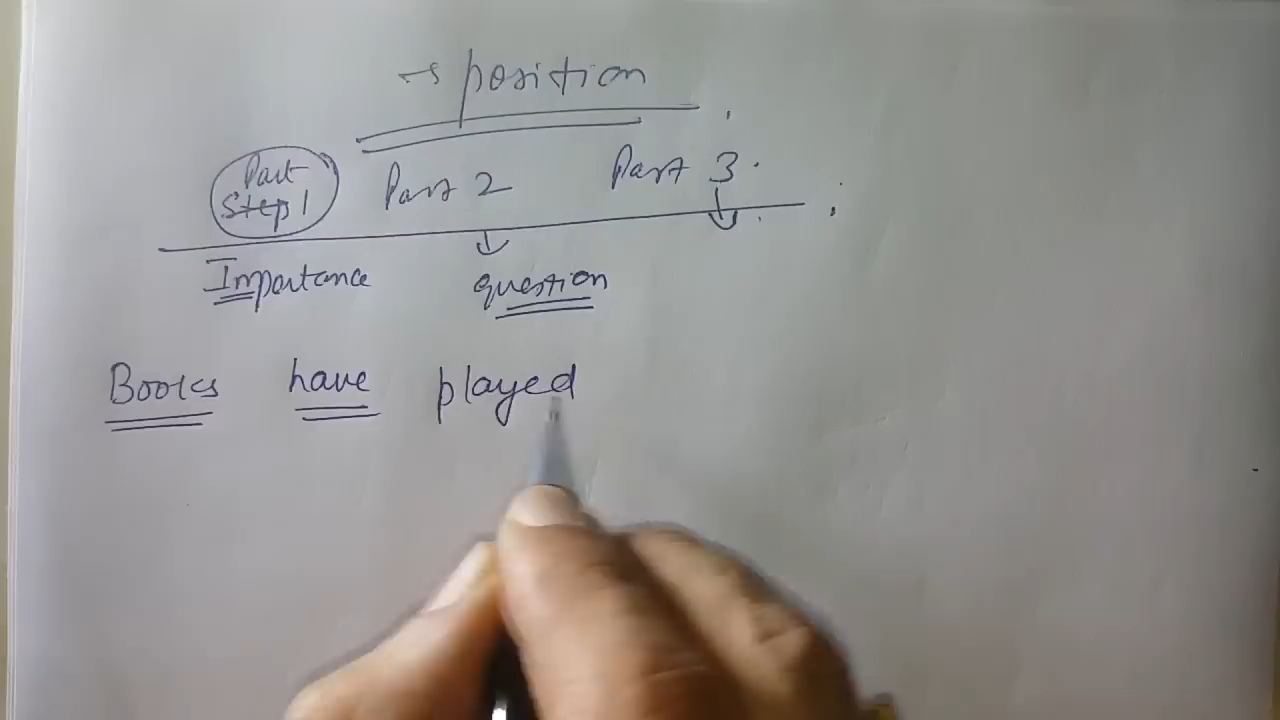 → position
Part 2 Part 3.
Part
Step 1
Importance question
Books have played